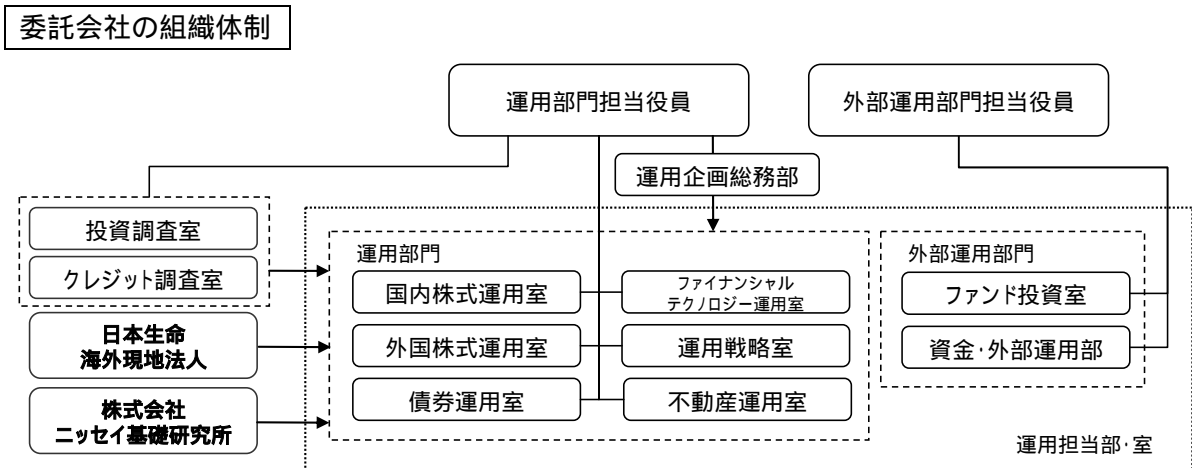 委託会社の組織体制
運用部門担当役員
外部運用部門担当役員
運用企画総務部
投資調査室
クレジット調査室
日本生命
海外現地法人
株式会社
ニッセイ基礎研究所
運用部門
国内株式運用室
ファイナンシャル
テクノロジー運用室
外国株式運用室
運用戦略室
債券運用室
不動産運用室
外部運用部門
ファンド投資室
資金・外部運用部
運用担当部・室